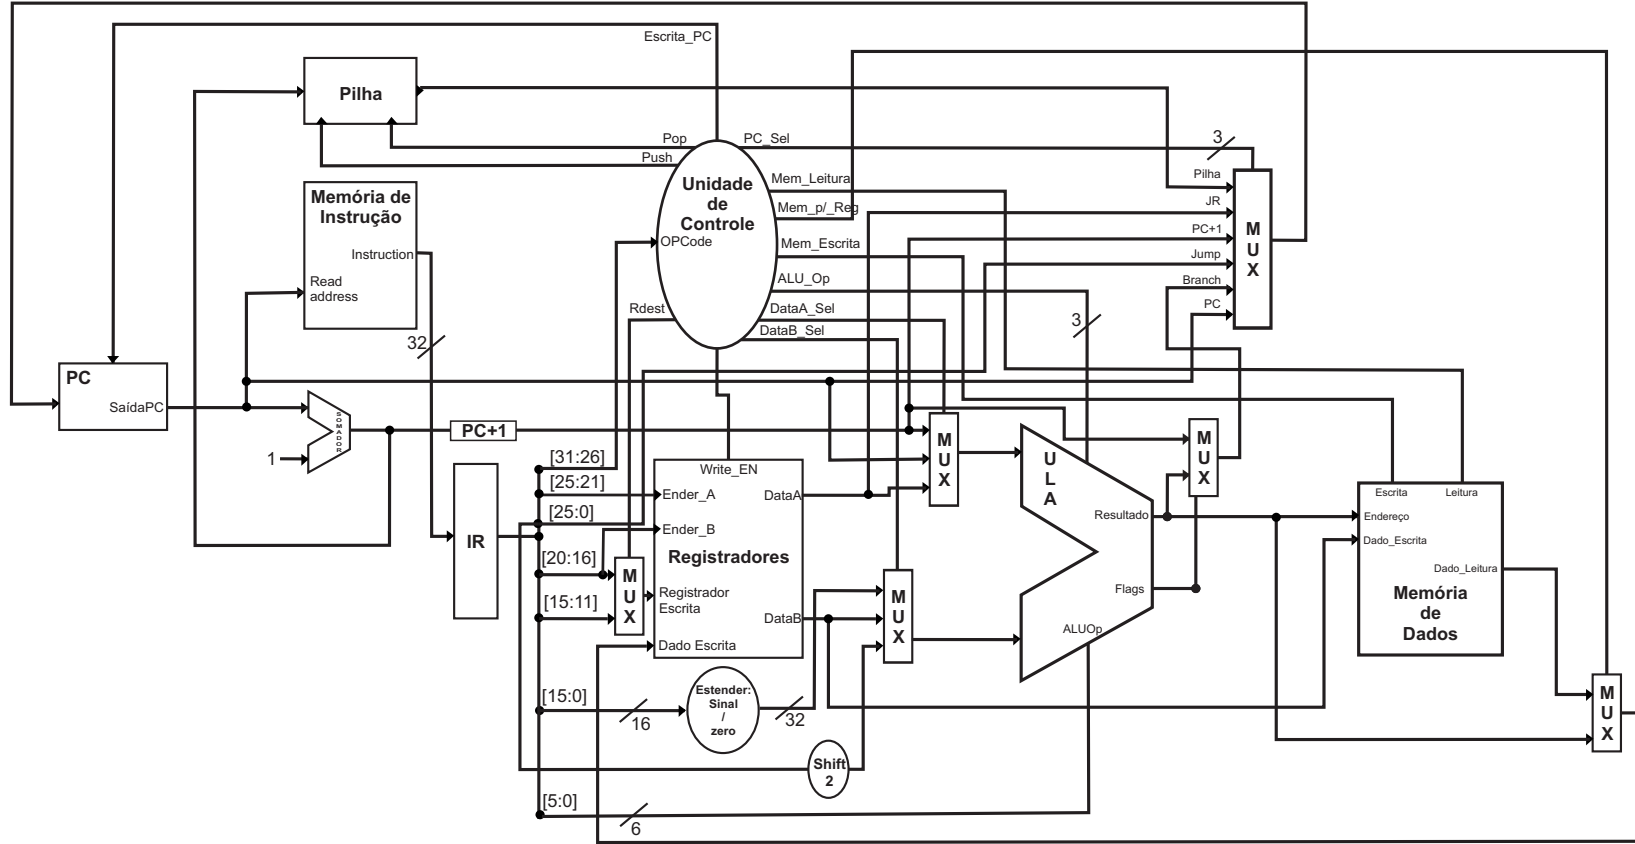 Escrita_PC
Pilha
Pop
Push
PC_Sel
3
Mem_Leitura
Mem_p/_Reg
Mem_Escrita
ALU_Op
DataA_Sel
DataB_Sel
Rdest
Unidade
de
Controle
OPCode
Memória de
Instrução
Instruction
Read
address
32
Pilha
JR
PC+1
Jump
Branch
PC
M
U
X
3
PC
SaídaPC
SOMADOR
1
PC+1
IR
[31:26]
[25:21]
[25:0]
[20:16]
[15:11]
[15:0]
[5:0]
M
U
X
Write_EN
Ender_A
DataA
Ender_B
Registradores
Registrador
Escrita
DataB
Dado Escrita
16
Estender:
Sinal
/
zero
32
Shift
2
6
M
U
X
M
U
X
U
L
A
Resultado
Flags
ALUOp
M
U
X
Escrita
Leitura
Endereço
Dado_Escrita
Dado_Leitura
Memória
de
Dados
M
U
X